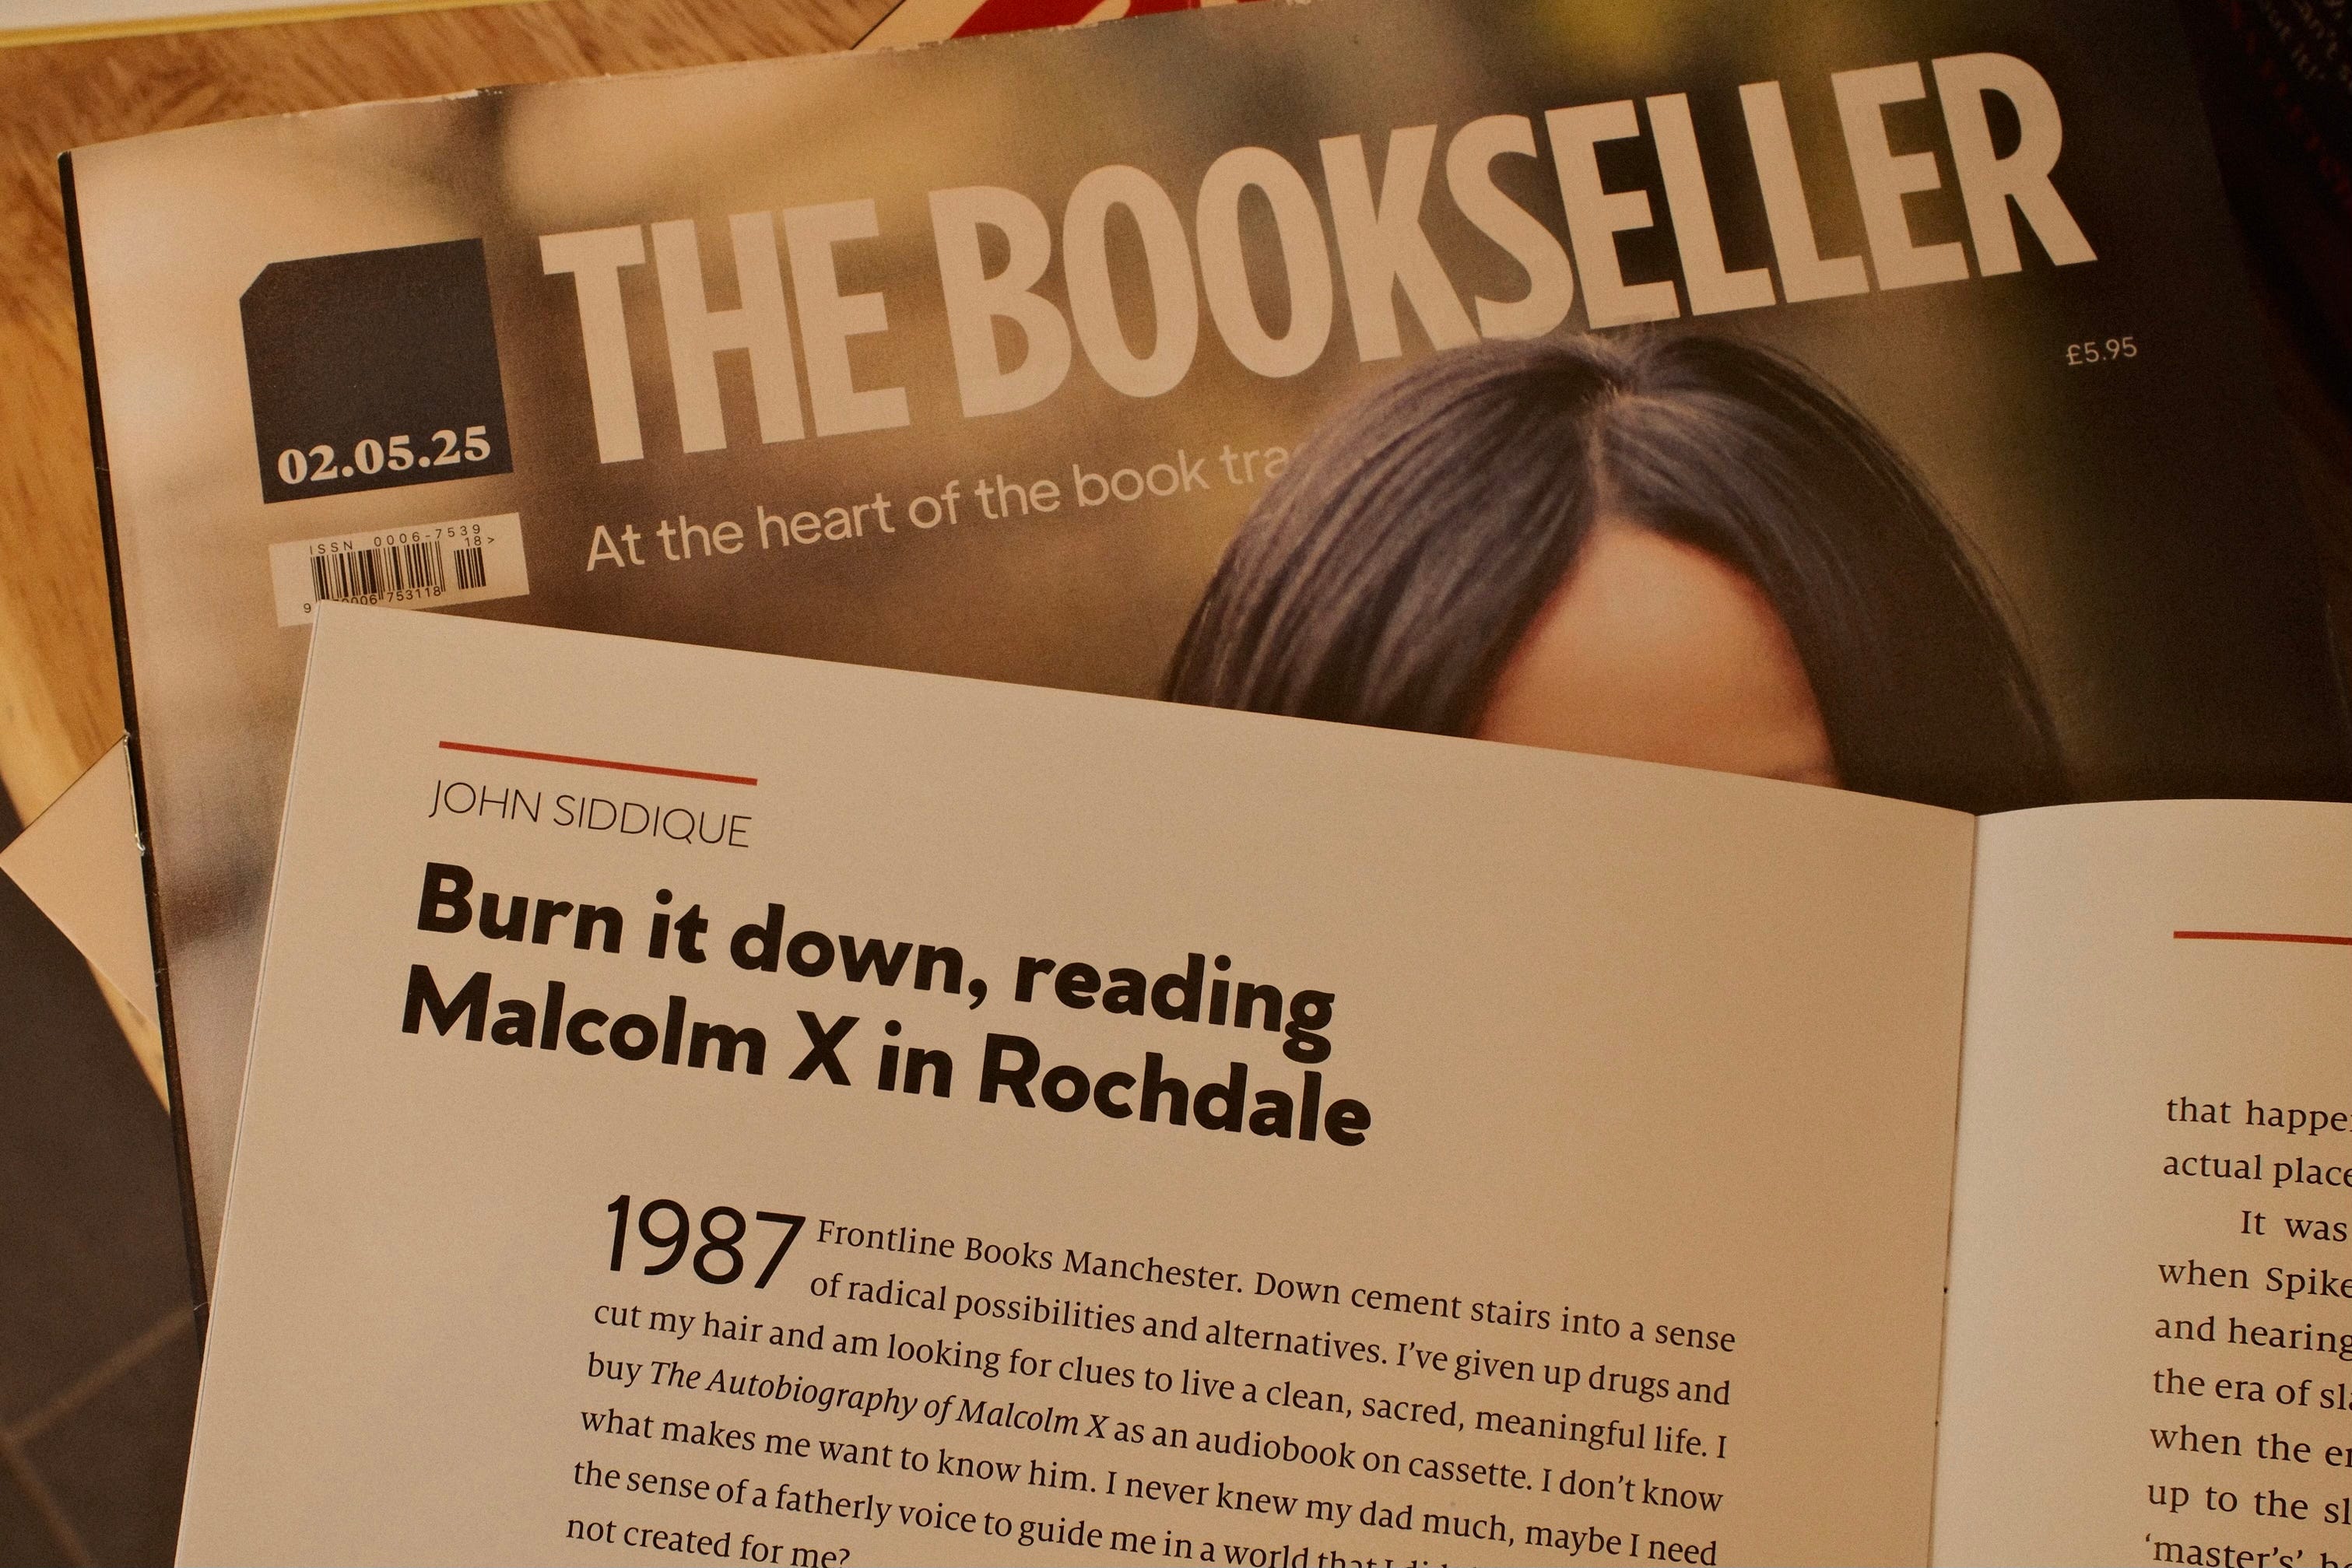 THE BOOKSELLER
£5.95
02.05.25
At the heart of the book
ISSN 0006-7539
18>
753118
JOHN SIDDIQUE
Burn it down, reading
Malcolm X in Rochdale
1987 Frontline Books Manchester. Down cement stairs into a sense
of radical possibilities and alternatives. I’ve given up drugs and
cut my hair and am looking for clues to live a clean, sacred, meaningful life. I
buy The Autobiography of Malcolm X as an audiobook on cassette. I don’t know
what makes me want to know him. I never knew my dad much, maybe I need
the sense of a fatherly voice to guide me in a world that I
not created for me?
that
actual
It was
when
and hearing
the era of
when the
up to the
‘master’s’